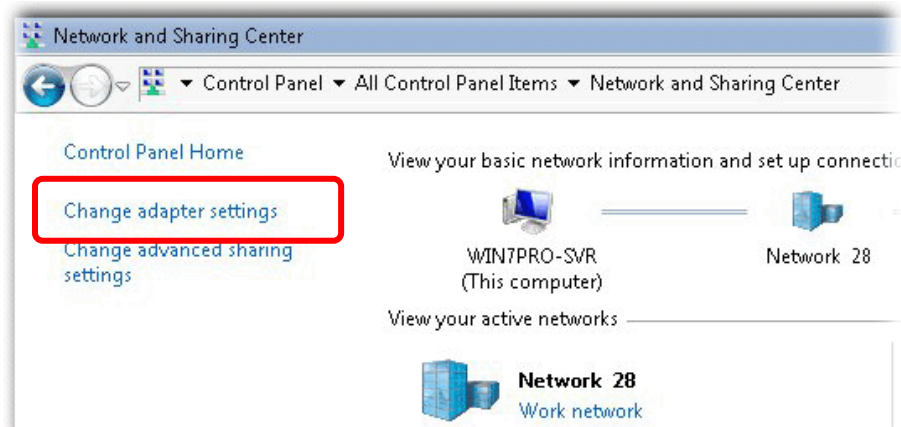 Network and Sharing Center
Control Panel All Control Panel Items Network and Sharing Center
Control Panel Home
Change adapter settings
Change advanced sharing
settings
View your basic network information and set up
WIN7PRO-SVR
(This computer)
Network 28
View your active networks
Network 28
Work network